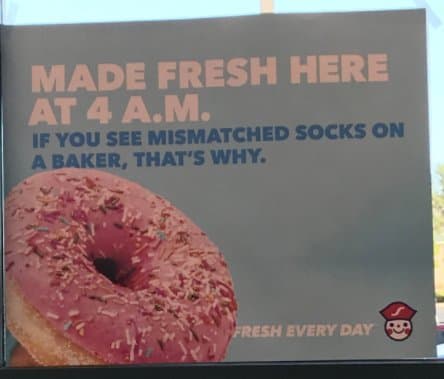 MADE FRESH HERE
AT 4 A.M.
IF YOU SEE MISMATCHED SOCKS ON
A BAKER, THAT'S WHY.
FRESH EVERY DAY
S